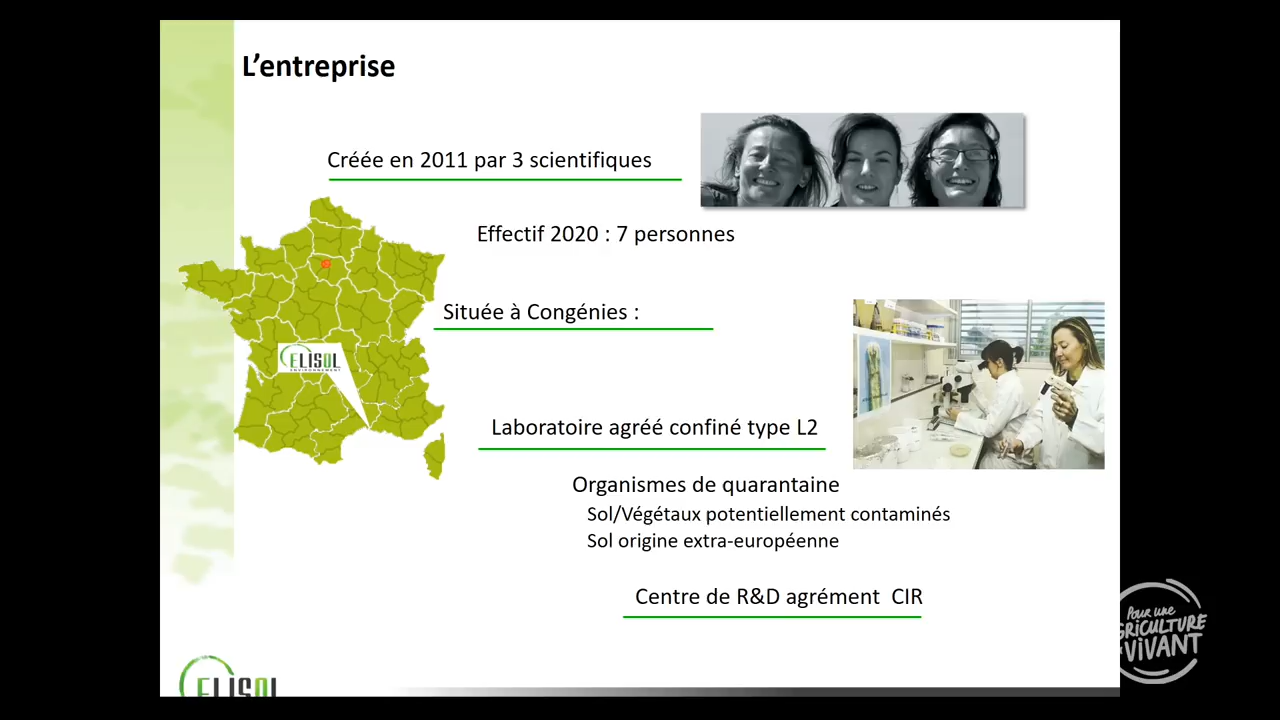 L'entreprise
Créée en 2011 par 3 scientifiques
Effectif 2020 : 7 personnes
Située à Congénies :
ELISOL
ENVIRONNEMENT
Laboratoire agréé confiné type L2
Organismes de quarantaine
Sol/Végétaux potentiellement contaminés
Sol origine extra-européenne
Centre de R&D agrément  CIR
POUR UNE
AGRICULTURE
VIVANT
ELISOL